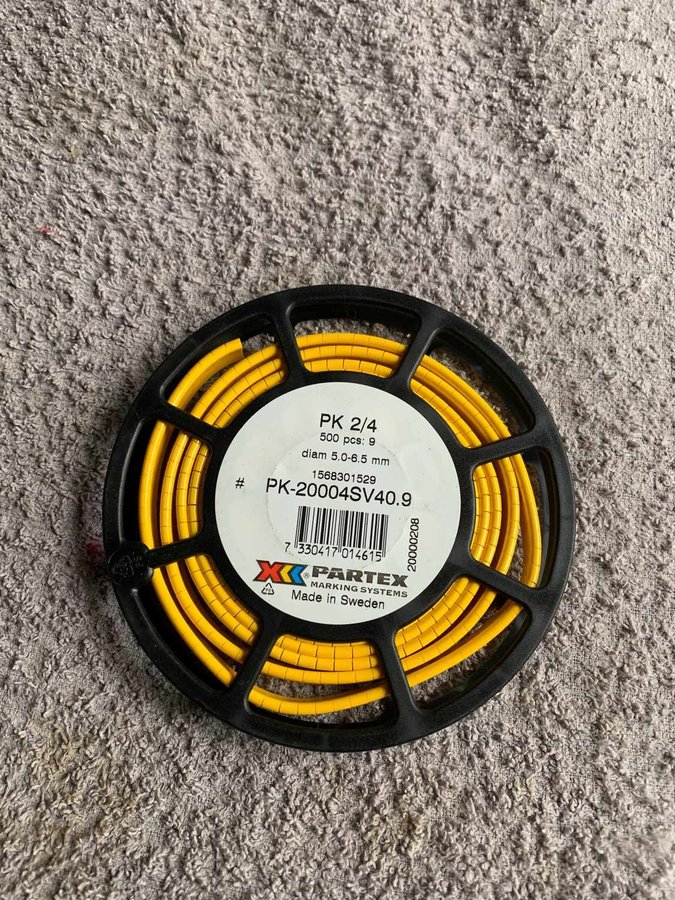 PK 2/4
500 pcs: 9
diam 5.0-6.5 mm
1568301529
# PK-20004SV40.9
7 330417 014615
20000208
® PARTEX
MARKING SYSTEMS
Made in Sweden